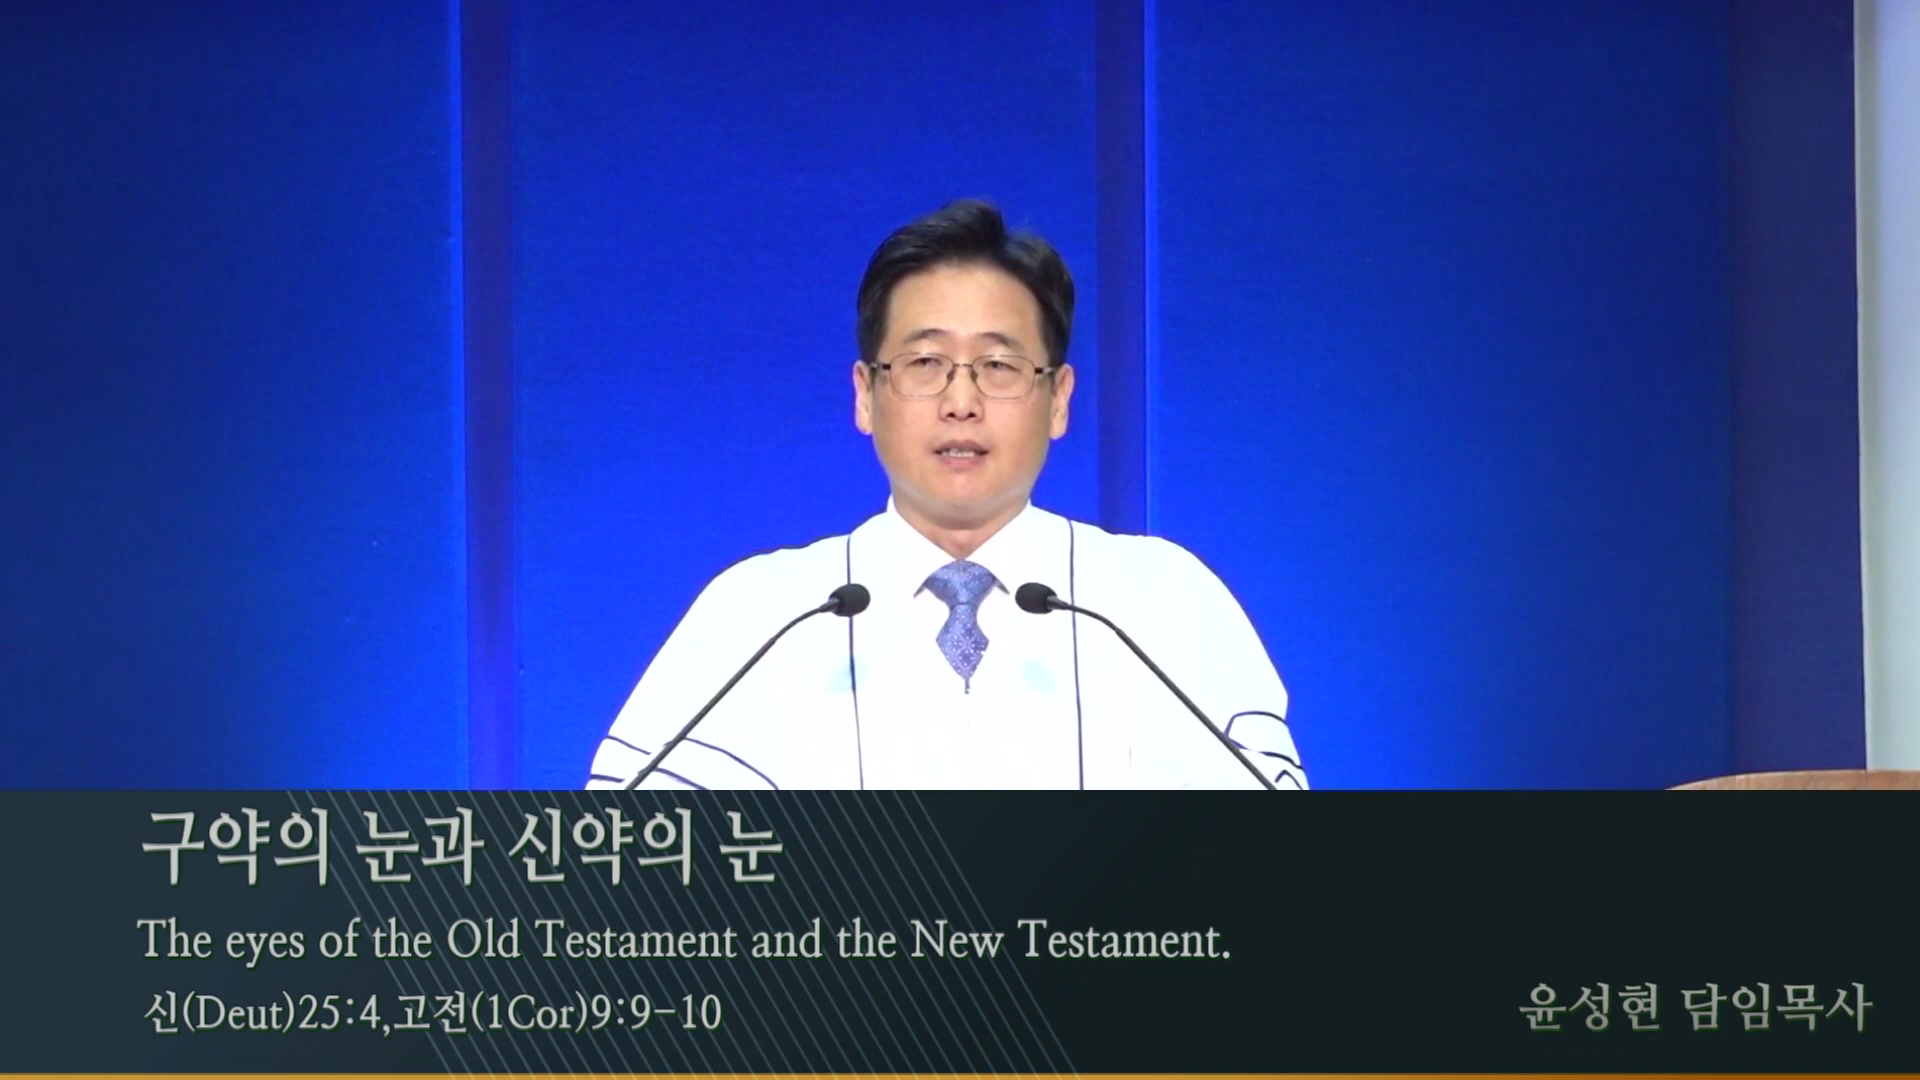 구약의 눈과 신약의 눈
The eyes of the Old Testament and the New Testament.
신(Deut)25:4,고전(1Cor)9:9-10
윤성현 담임목사